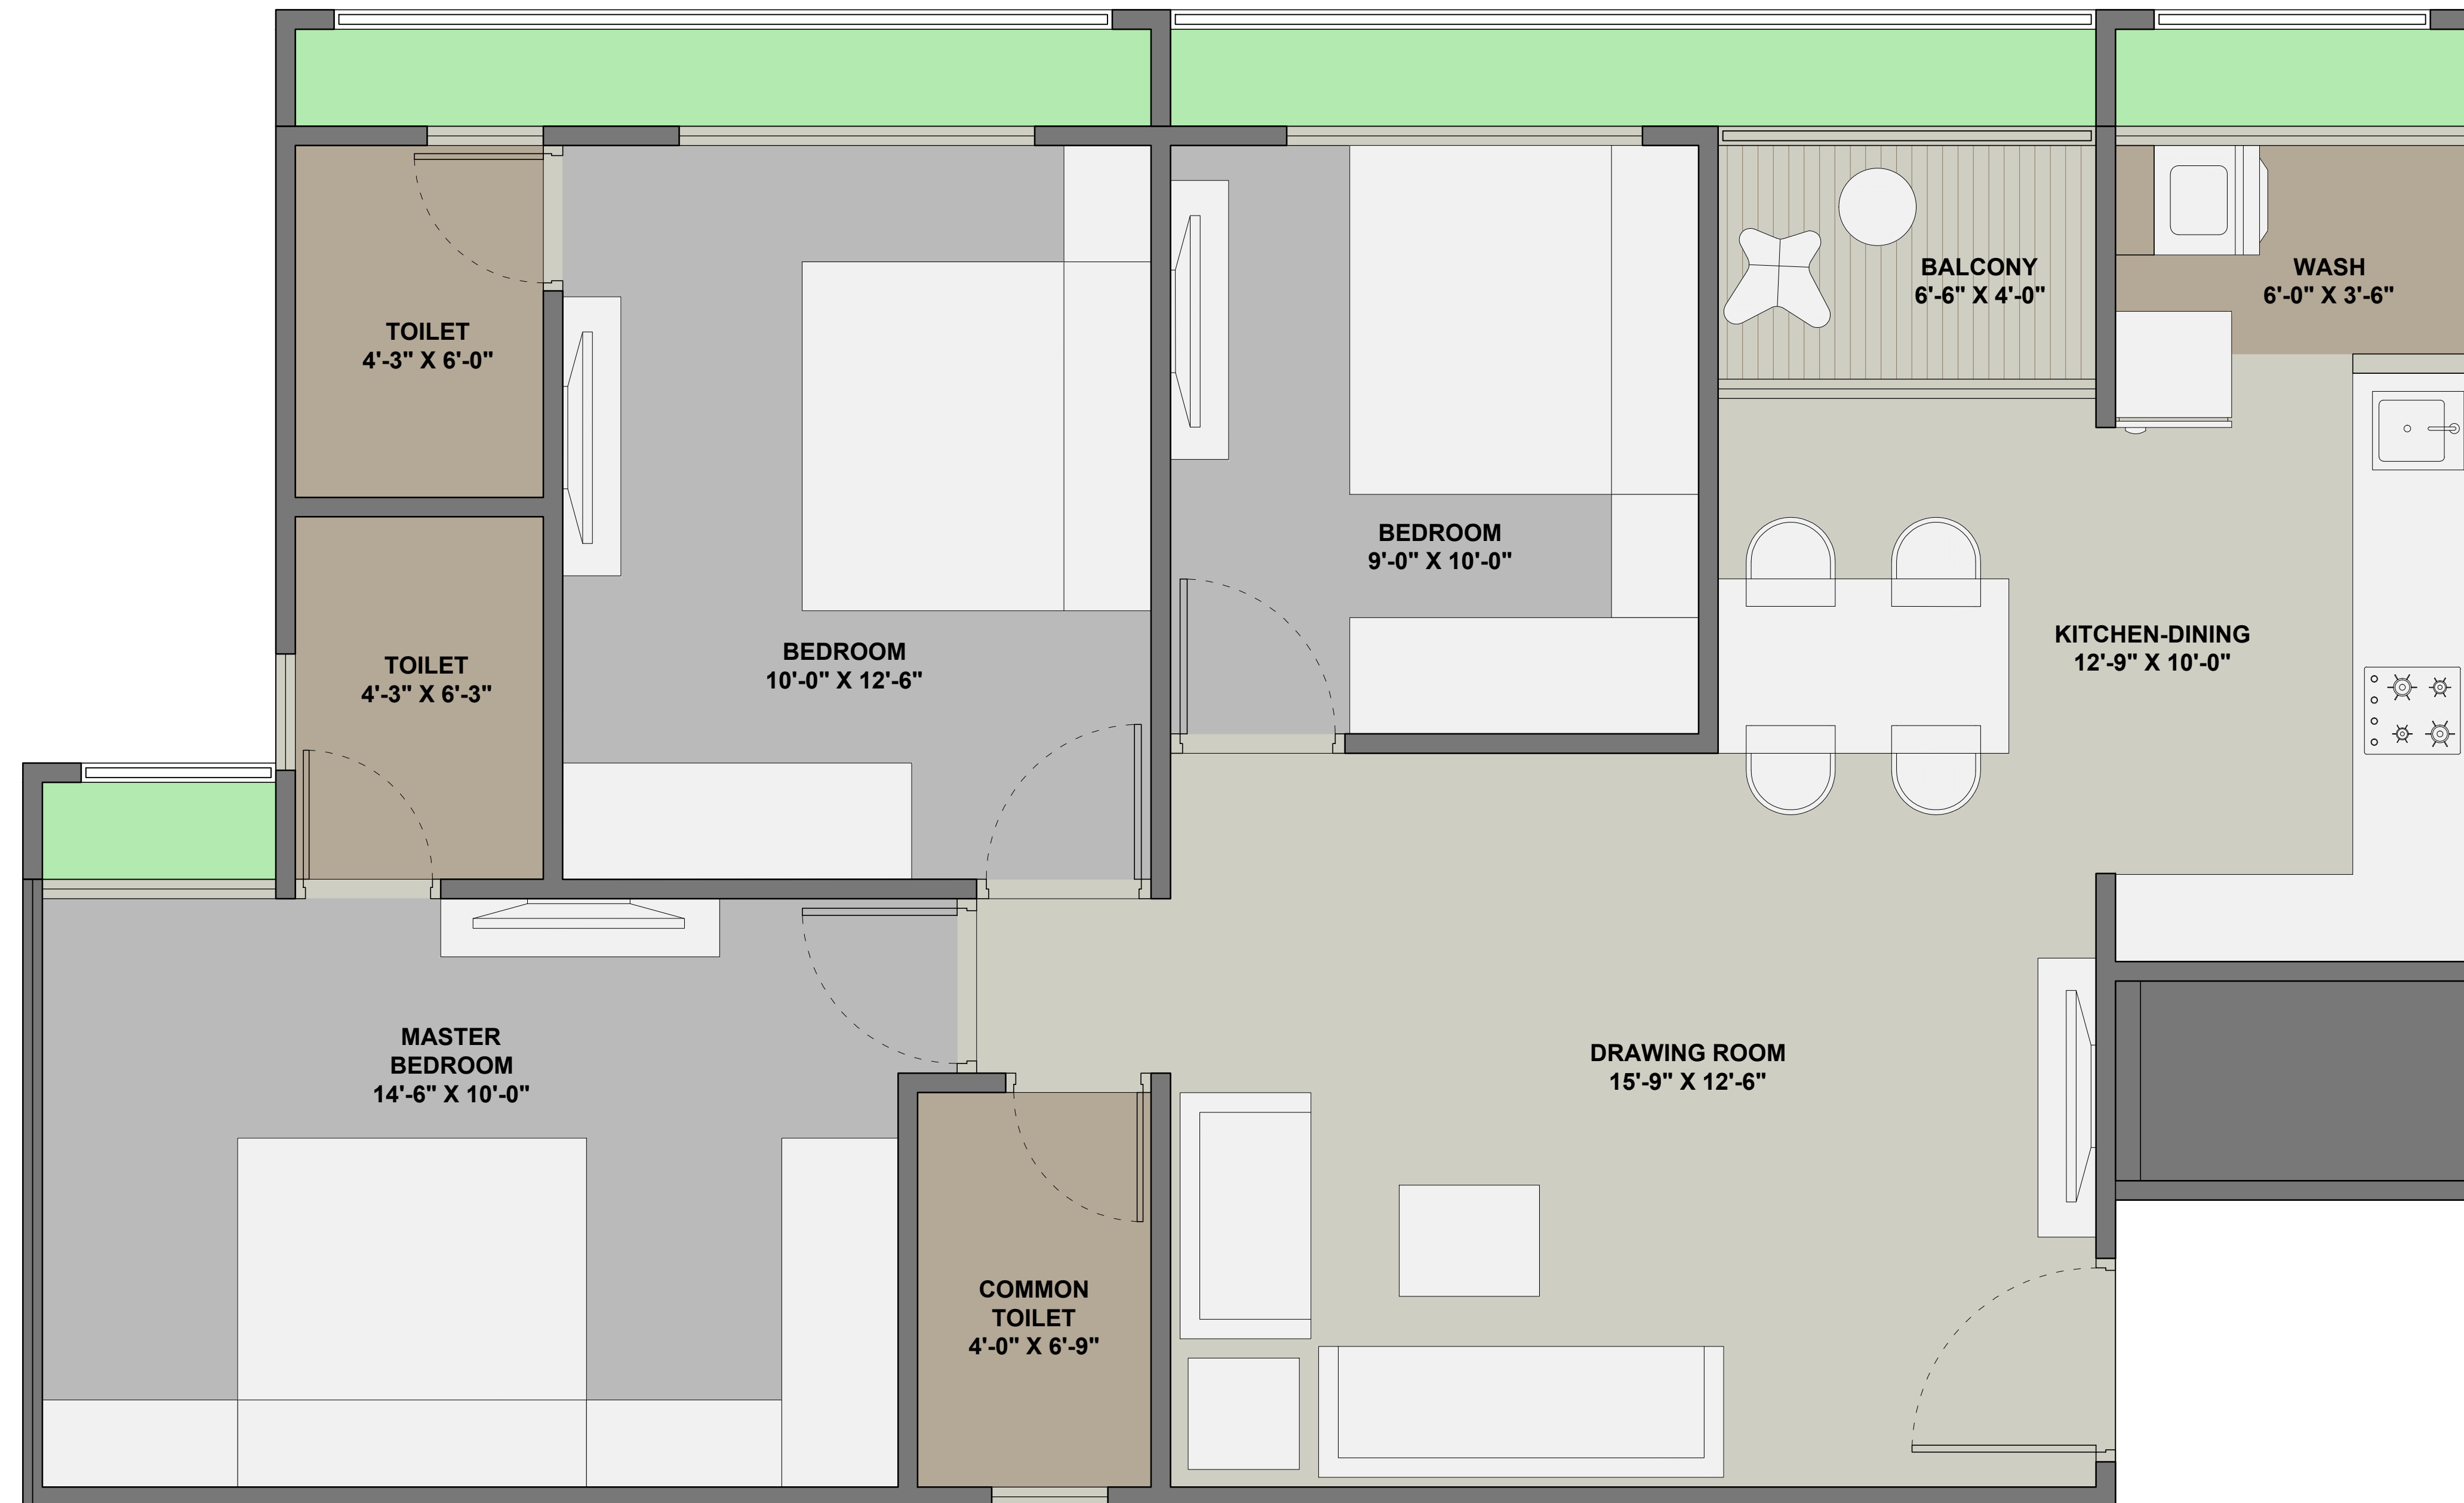 BALCONY
6'-6" X 4'-0"
WASH
6'-0" X 3'-6"
TOILET
4'-3" X 6'-0"
BEDROOM
9'-0" X 10'-0"
KITCHEN-DINING
12'-9" X 10'-0"
BEDROOM
10'-0" X 12'-6"
TOILET
4'-3" X 6'-3"
MASTER
BEDROOM
14'-6" X 10'-0"
DRAWING ROOM
15'-9" X 12'-6"
COMMON
TOILET
4'-0" X 6'-9"